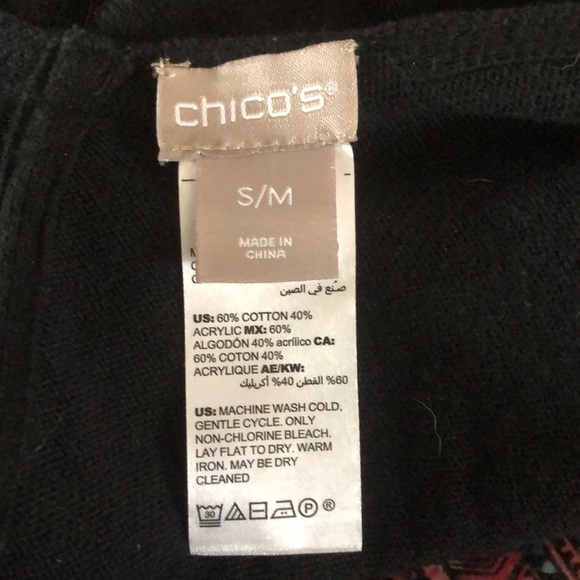 chico's®
S/M
MADE IN
CHINA
صنع في الصين
US: 60% COTTON 40%
ACRYLIC MX: 60%
ALGODÓN 40% acrílico CA:
60% COTON 40%
ACRYLIQUE AE/KW:
60% القطن 40% أكريليك
US: MACHINE WASH COLD,
GENTLE CYCLE. ONLY
NON-CHLORINE BLEACH.
LAY FLAT TO DRY. WARM
IRON. MAY BE DRY
CLEANED
30 P ®